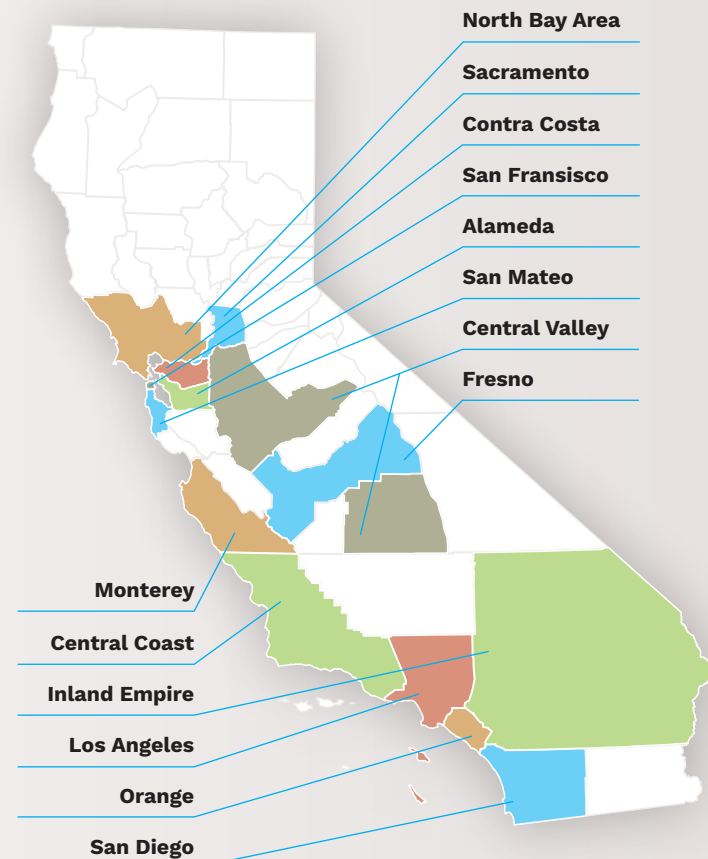 North Bay Area
Sacramento
Contra Costa
San Fransisco
Alameda
San Mateo
Central Valley
Fresno
Monterey
Central Coast
Inland Empire
Los Angeles
Orange
San Diego